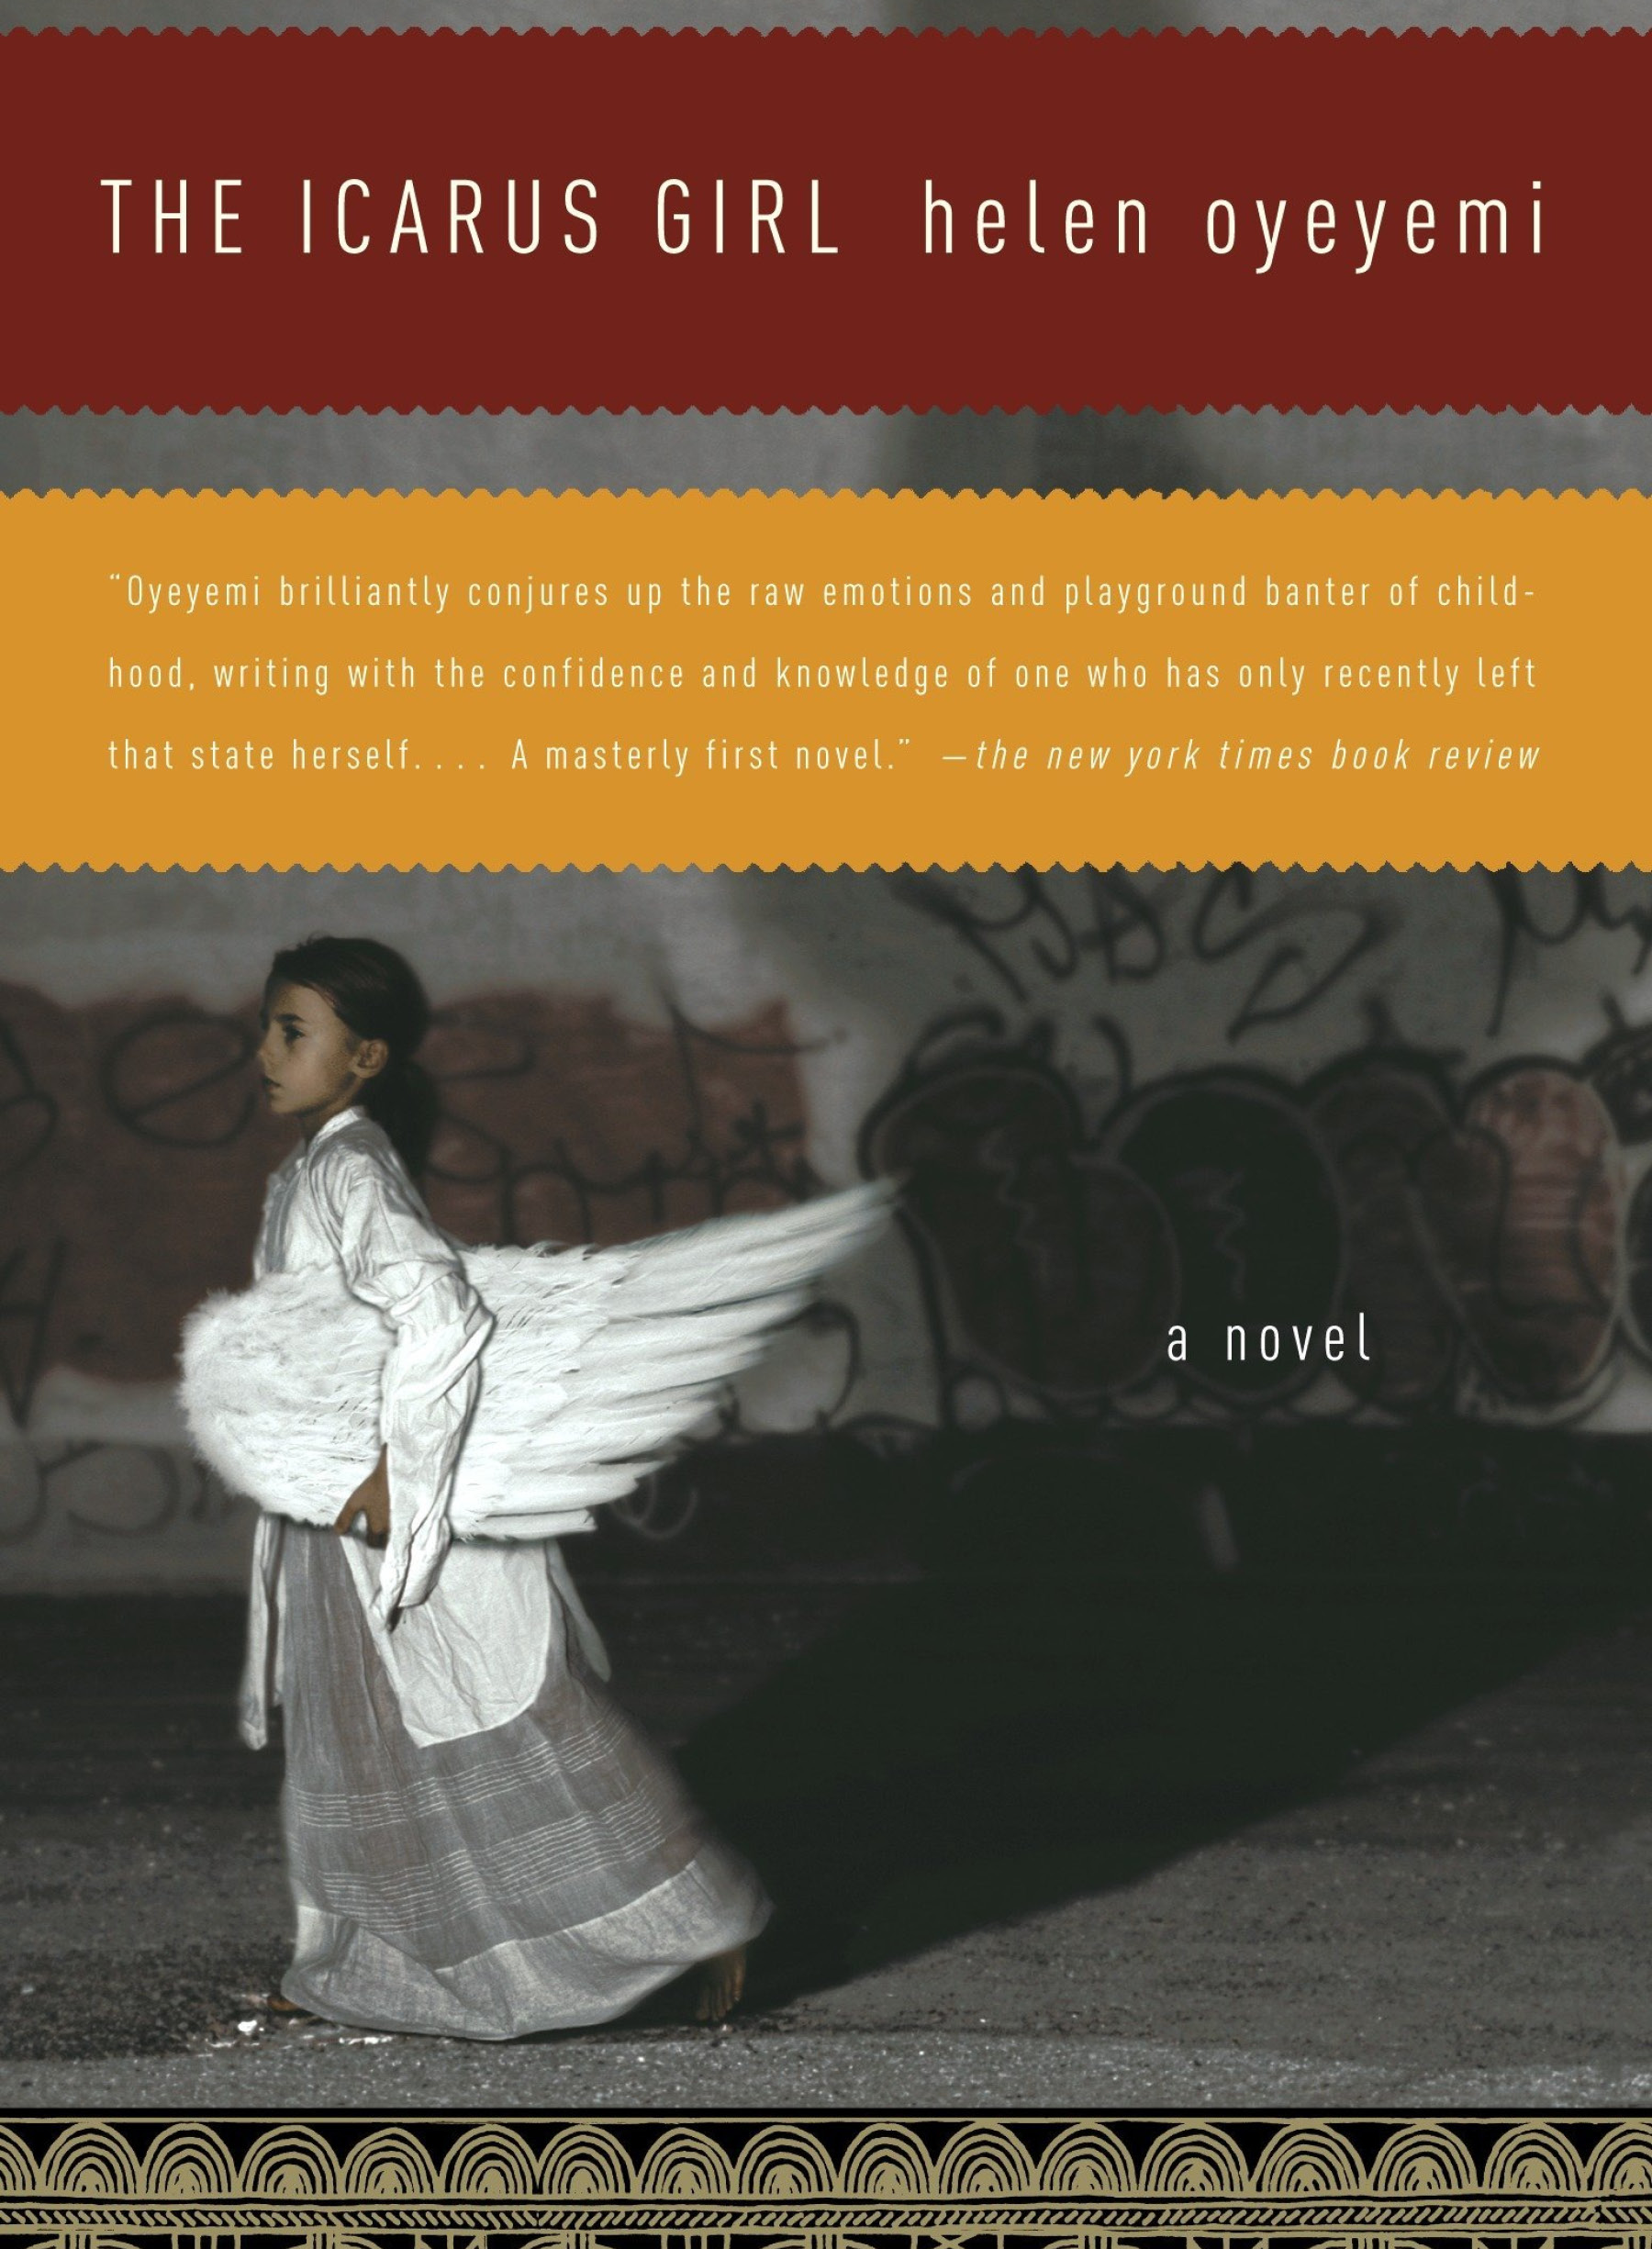 THE ICARUS GIRL helen oyeyemi
“Oyeyemi brilliantly conjures up the raw emotions and playground banter of child-
hood, writing with the confidence and knowledge of one who has only recently left
that state herself. . . . A masterly first novel.” —the new york times book review
a novel